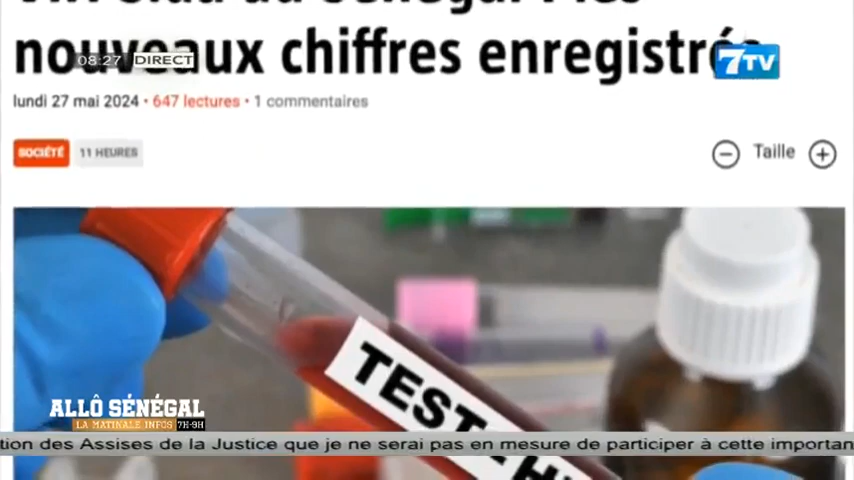 nouveaux chiffres enregistrés
08:27 DIRECT
7TV
lundi 27 mai 2024 • 647 lectures • 1 commentaires
SOCIÉTÉ 11 HEURES
Taille
TEST - HI
ALLÔ SÉNÉGAL
LA MATINALE INFOS 7H-9H
tion des Assises de la Justice que je ne serai pas en mesure de participer à cette importan